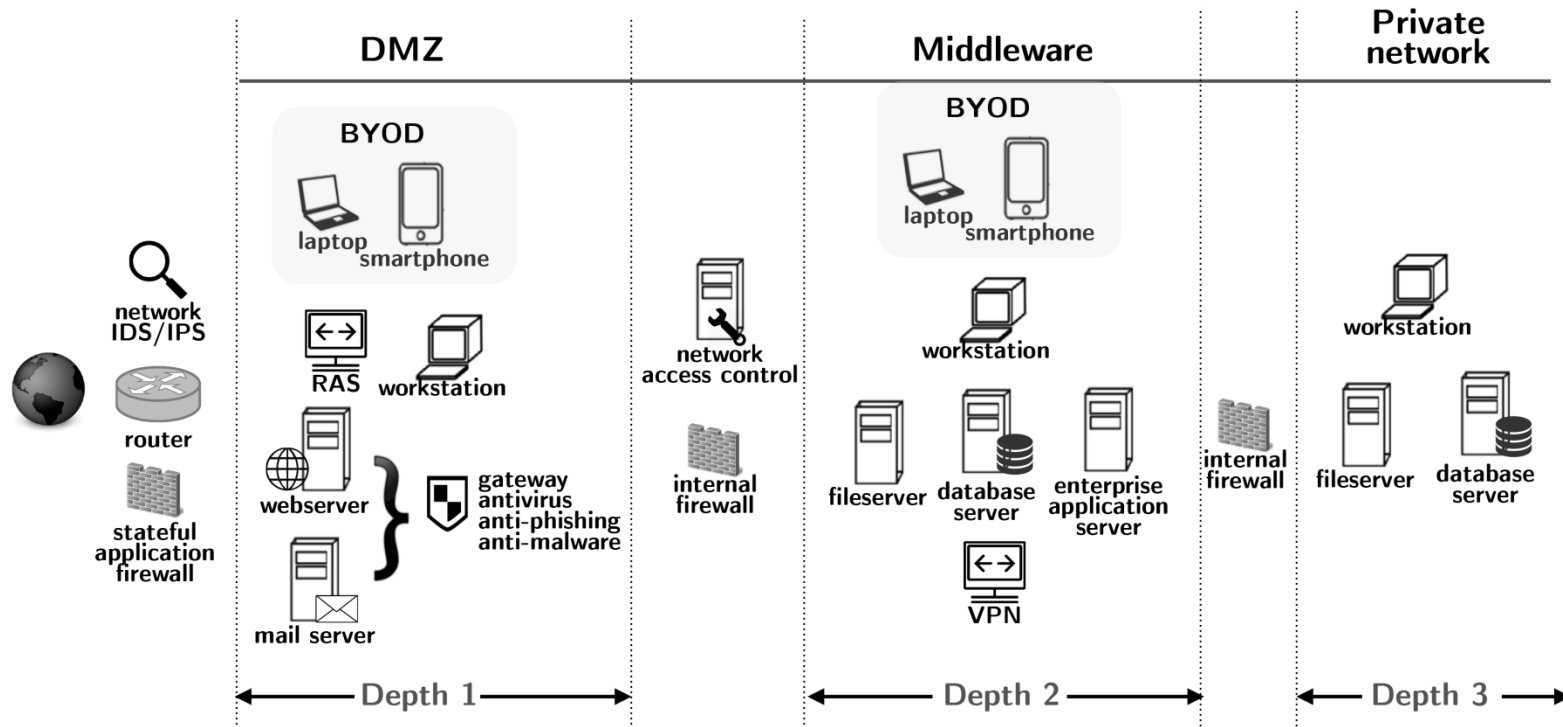 DMZ
Middleware
Private
network
BYOD
laptop
smartphone
BYOD
laptop
smartphone
network
IDS/IPS
router
stateful
application
firewall
RAS
workstation
webserver
mail server
gateway
antivirus
anti-phishing
anti-malware
network
access control
internal
firewall
workstation
fileserver
database
server
enterprise
application
server
VPN
internal
firewall
workstation
fileserver
database
server
Depth 1
Depth 2
Depth 3